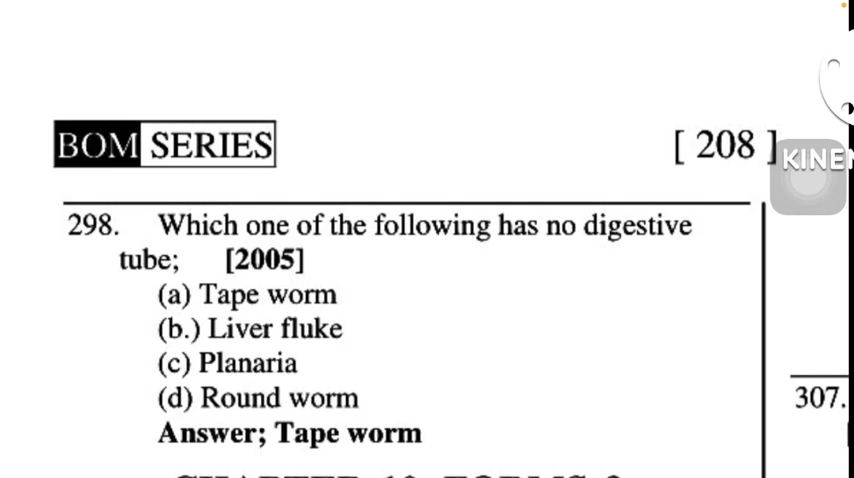 BOM SERIES [ 208 ]
KINEM
298. Which one of the following has no digestive
tube; [2005]
(a) Tape worm
(b.) Liver fluke
(c) Planaria
(d) Round worm
Answer; Tape worm
307.